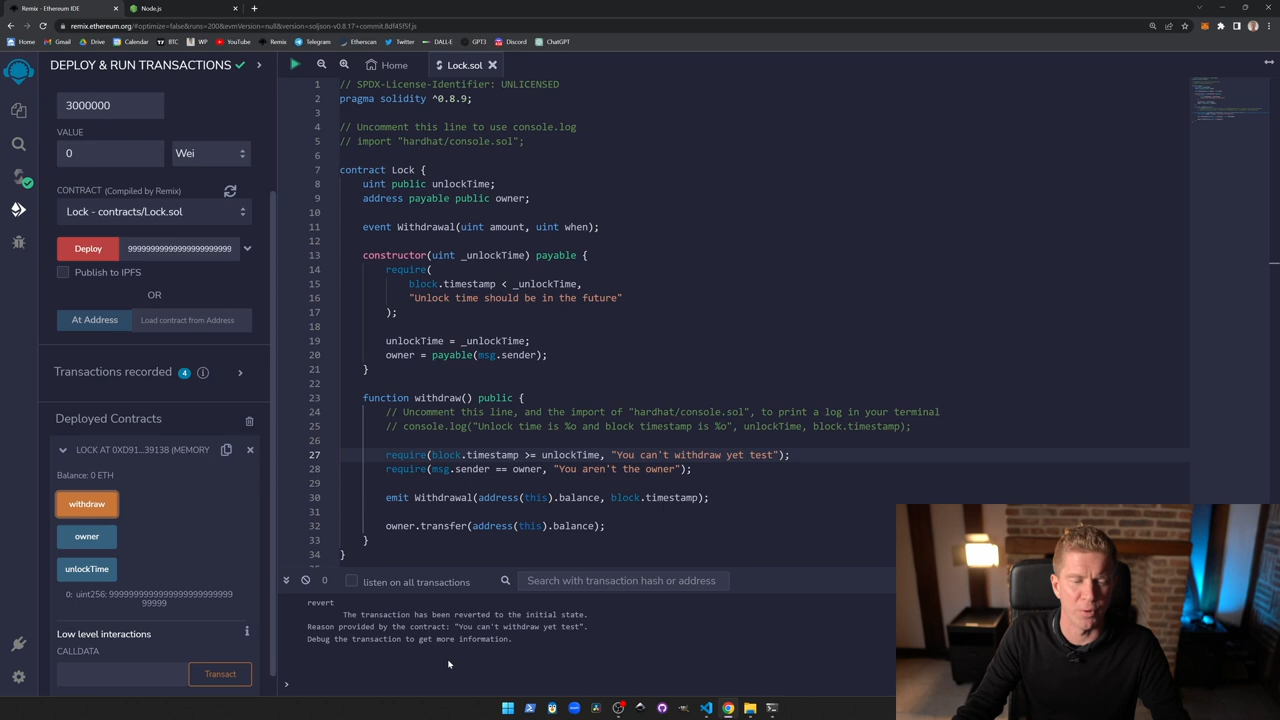 Remix - Ethereum IDE
Node.js
remix.ethereum.org/#optimize=false&runs=200&evmVersion=null&version=soljson-v0.8.17+commit.8df45f5f.js
Home
Gmail
Drive
Calendar
BTC
WP
YouTube
Remix
Telegram
Etherscan
Twitter
DALL-E
GPT3
Discord
ChatGPT
DEPLOY & RUN TRANSACTIONS
3000000
VALUE
0
Wei
CONTRACT (Compiled by Remix)
Lock - contracts/Lock.sol
Deploy
Publish to IPFS
OR
At Address
Load contract from Address
Transactions recorded 4
Deployed Contracts
LOCK AT 0XD91...39138 (MEMORY
Balance: 0 ETH
withdraw
owner
unlockTime
Low level interactions
CALLDATA
Transact
Home
Lock.sol
1 // SPDX-License-Identifier: UNLICENSED
2 pragma solidity ^0.8.9;
3
4 // Uncomment this line to use console.log
5 // import "hardhat/console.sol";
6
7 contract Lock {
8 uint public unlockTime;
9 address payable public owner;
10
11 event Withdrawal(uint amount, uint when);
12
13 constructor(uint _unlockTime) payable {
14 require(
15 block.timestamp < _unlockTime,
16 "Unlock time should be in the future"
17 );
18
19 unlockTime = _unlockTime;
20 owner = payable(msg.sender);
21 }
22
23 function withdraw() public {
24 // Uncomment this line, and the import of "hardhat/console.sol", to print a log in your terminal
25 // console.log("Unlock time is %o and block timestamp is %o", unlockTime, block.timestamp);
26
27 require(block.timestamp >= unlockTime, "You can't withdraw yet test");
28 require(msg.sender == owner, "You aren't the owner");
29
30 emit Withdrawal(address(this).balance, block.timestamp);
31
32 owner.transfer(address(this).balance);
33 }
34 }
0
listen on all transactions
Search with transaction hash or address
revert
The transaction has been reverted to the initial state.
Reason provided by the contract: "You can't withdraw yet test".
Debug the transaction to get more information.
>